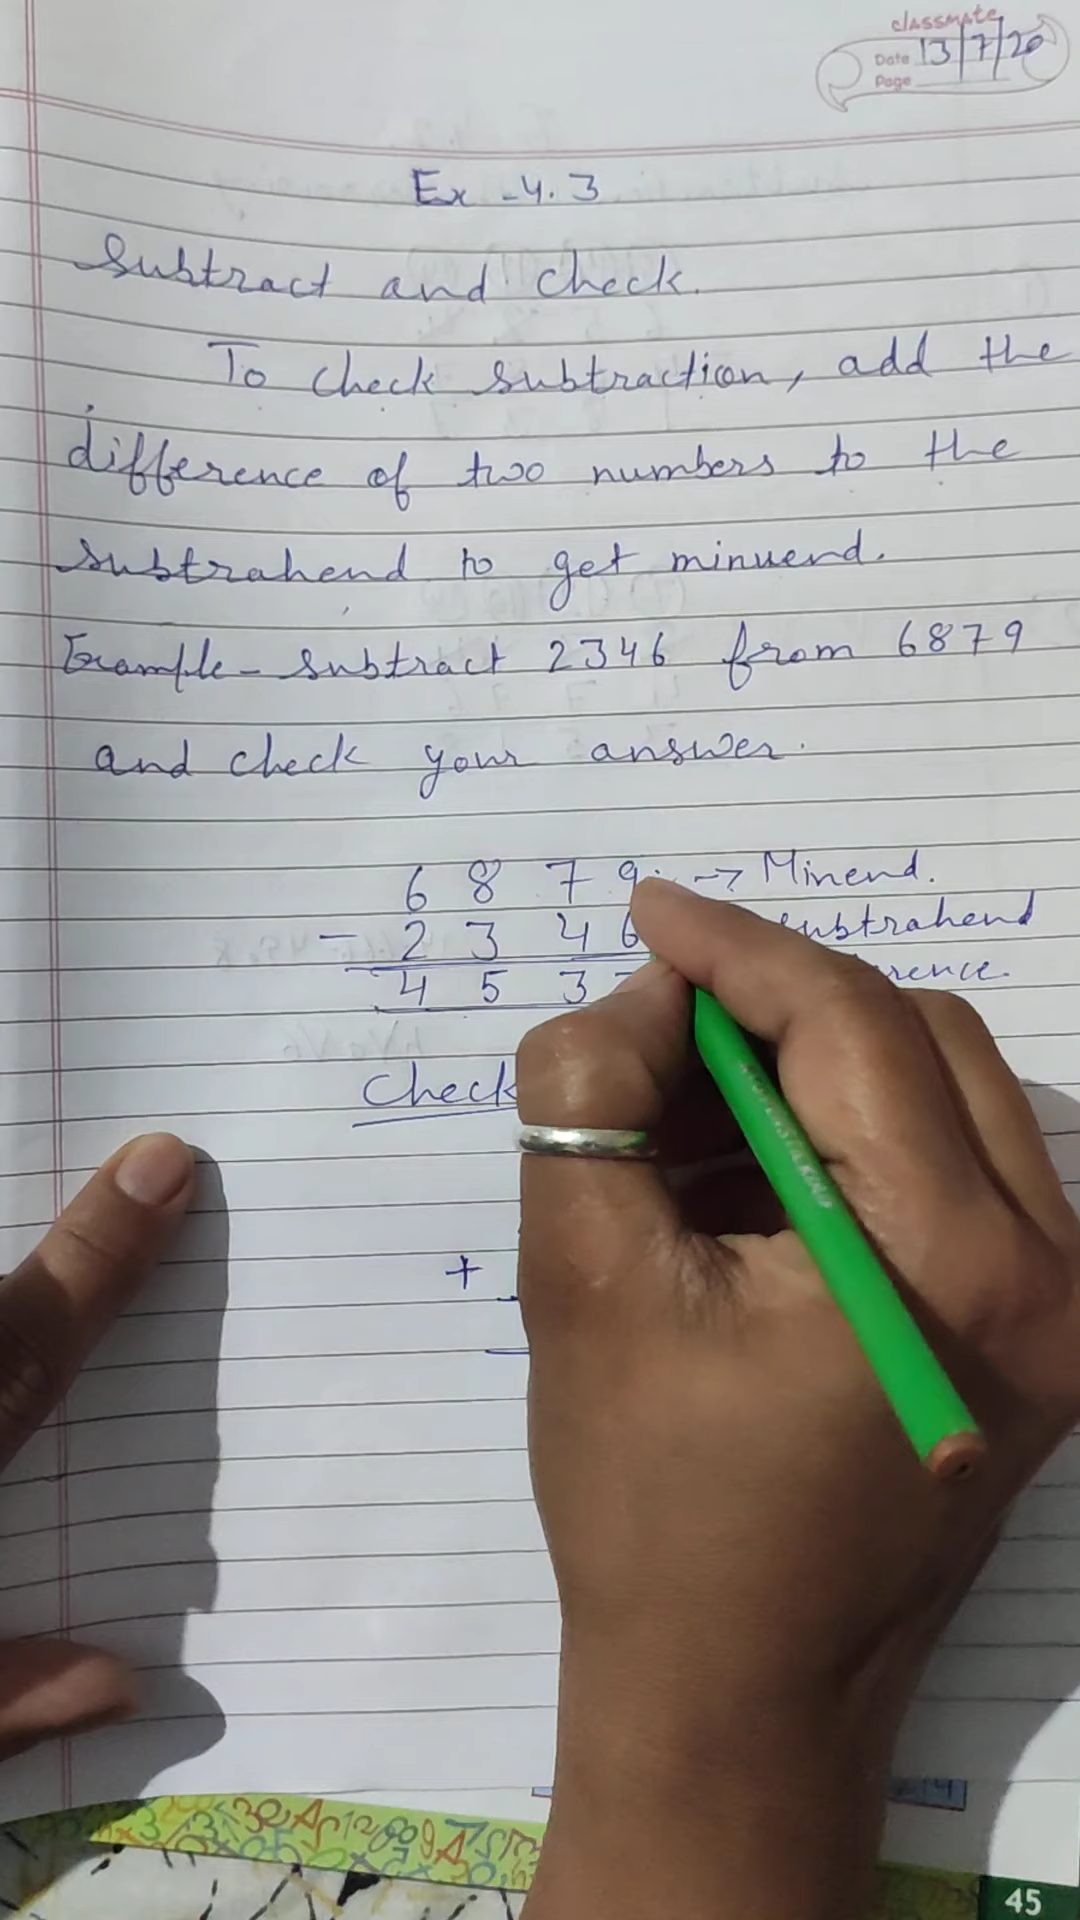 classmate
Date 13/7/20
Page
Ex - 4.3
Subtract and check.
To check subtraction, add the
difference of two numbers to the
subtrahend to get minuend.
Example - subtract 2346 from 6879
and check your answer.
6 8 7 9 → Minend.
- 2 3 4 6 subtrahend
4 5 3
Check
+
45